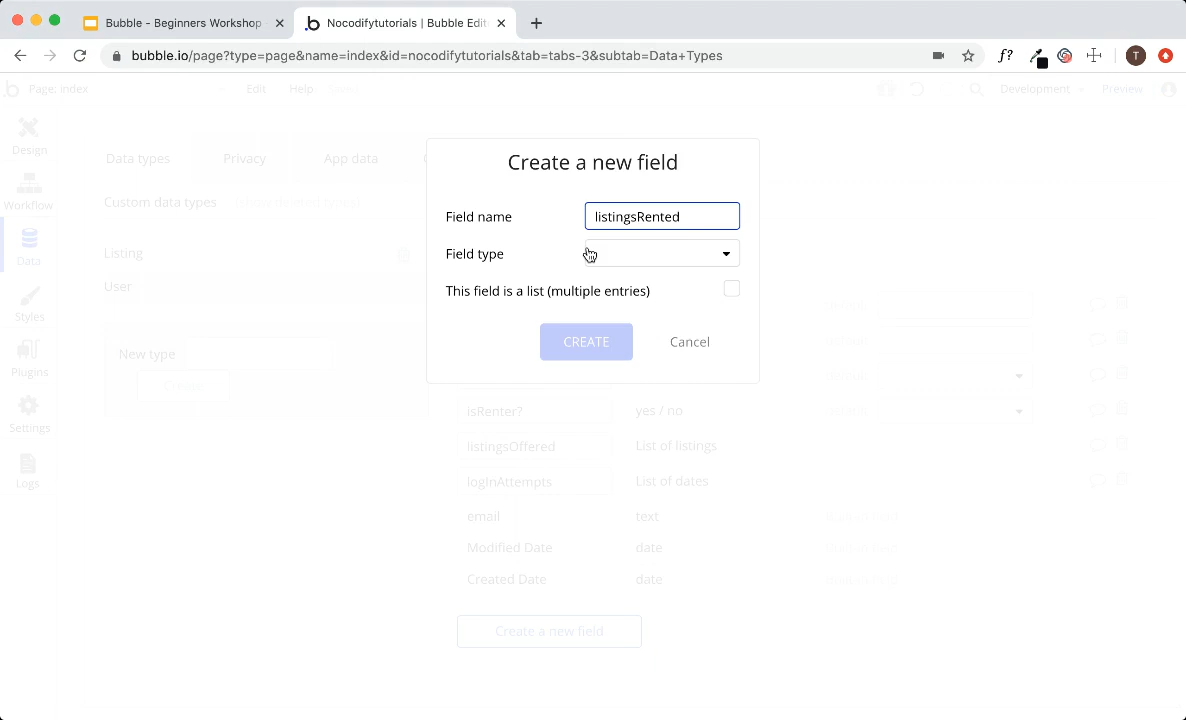 Bubble - Beginners Workshop
Nocodifytutorials | Bubble Edit
bubble.io/page?type=page&name=index&id=nocodifytutorials&tab=tabs-3&subtab=Data+Types
f?
T
Page: index
Edit
Help
Development
Preview
Design
Workflow
Data
Styles
Plugins
Settings
Logs
Data types
Privacy
App data
Custom data types
Listing
User
New type
Create
Create a new field
Field name
listingsRented
Field type
This field is a list (multiple entries)
CREATE
Cancel
isRenter?
yes / no
listingsOffered
List of listings
logInAttempts
List of dates
email
text
Modified Date
date
Created Date
date
Create a new field